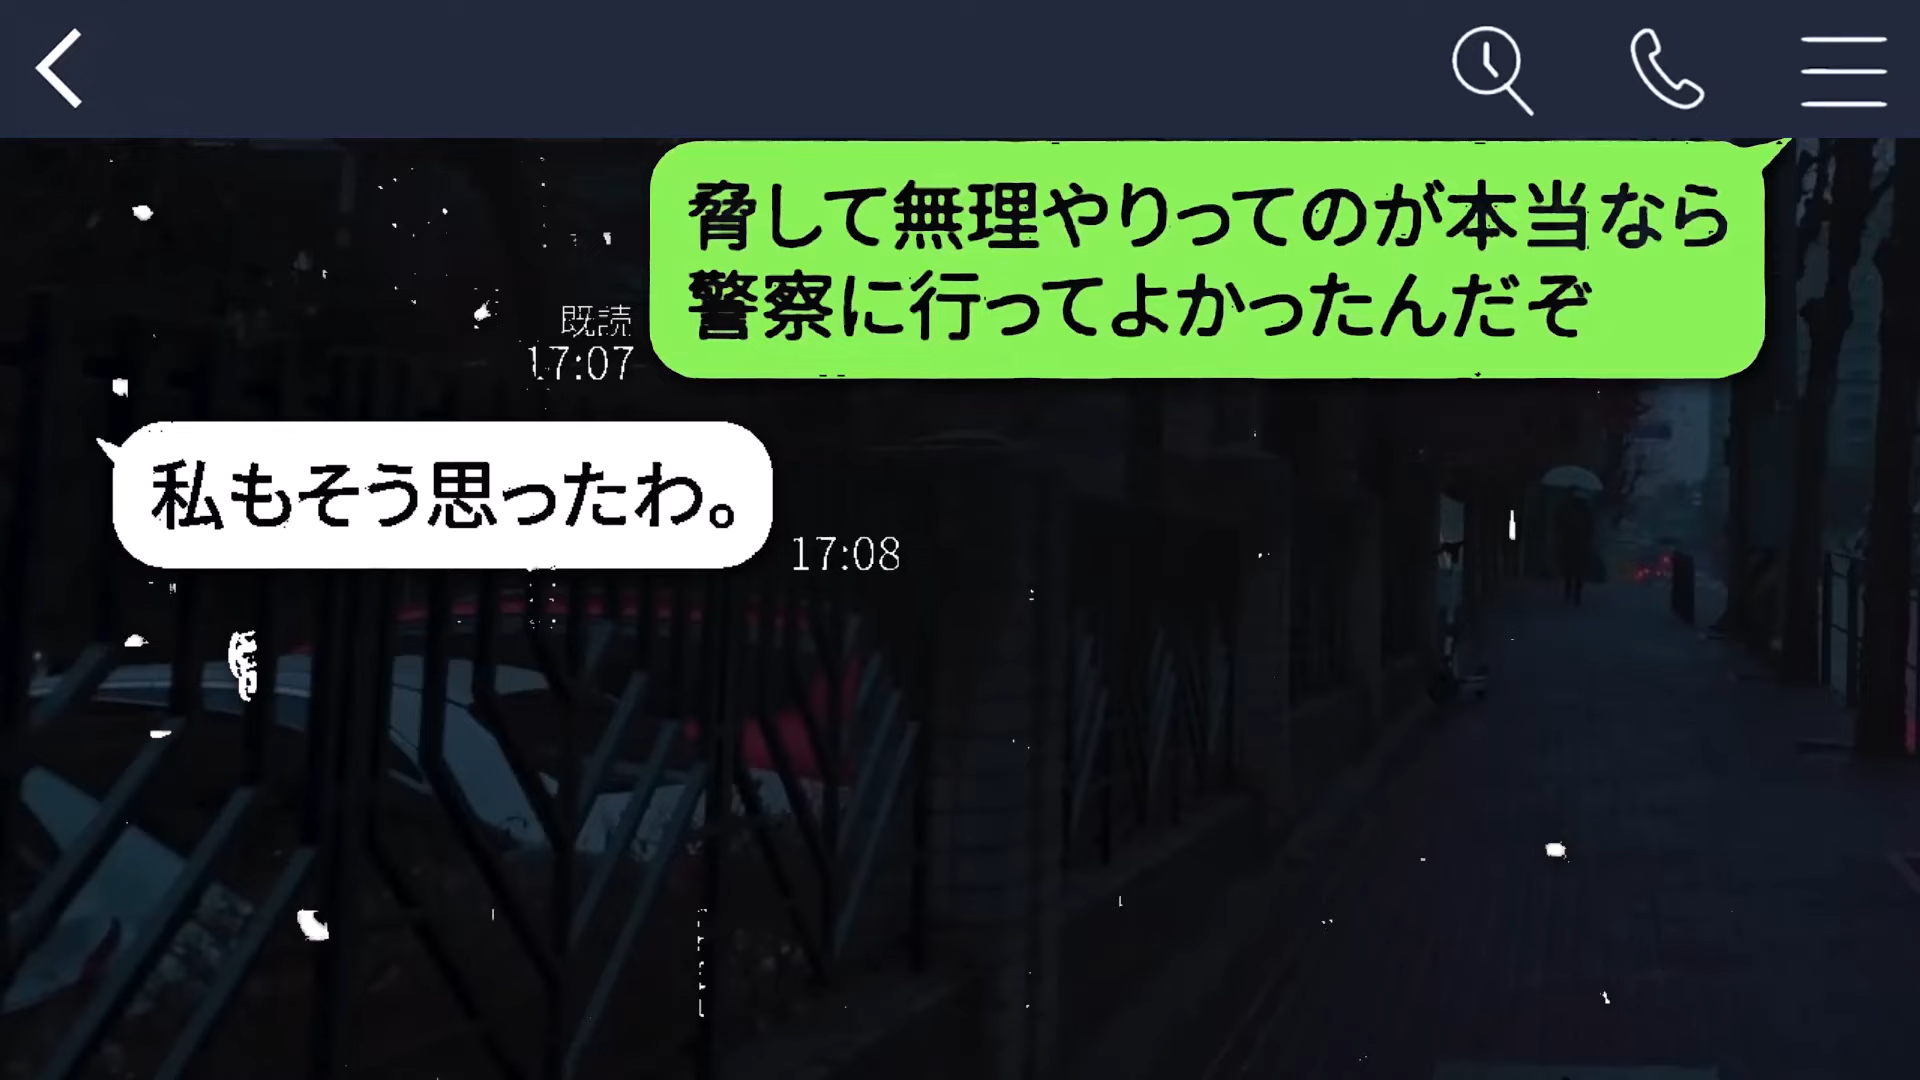 脅して無理やりってのが本当なら
警察に行ってよかったんだぞ
既読
17:07
私もそう思ったわ。
17:08